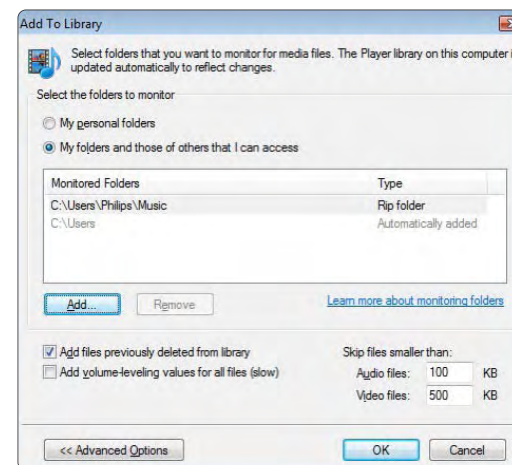 Add To Library
Select folders that you want to monitor for media files. The Player library on this computer
updated automatically to reflect changes.
Select the folders to monitor
My personal folders
My folders and those of others that I can access
Monitored Folders Type
C:\Users\Philips\Music Rip folder
C:\Users Automatically added
Add... Remove Learn more about monitoring folders
Add files previously deleted from library Skip files smaller than:
Add volume-leveling values for all files (slow) Audio files: 100 KB
Video files: 500 KB
<< Advanced Options OK Cancel